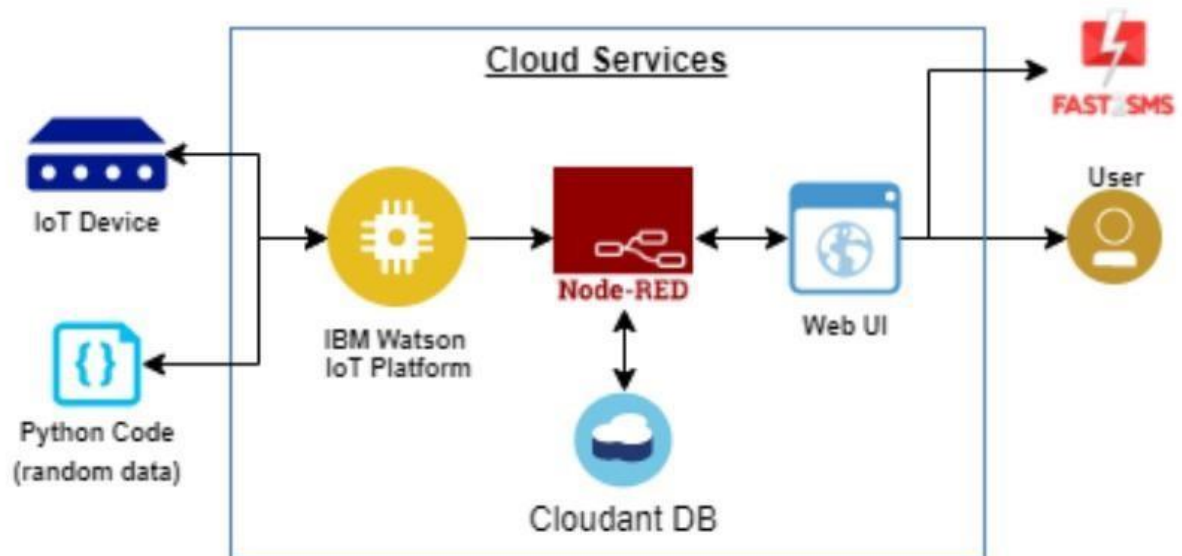 Cloud Services
FAST2SMS
IoT Device
User
Node-RED
IBM Watson
IoT Platform
Web UI
Python Code
(random data)
Cloudant DB